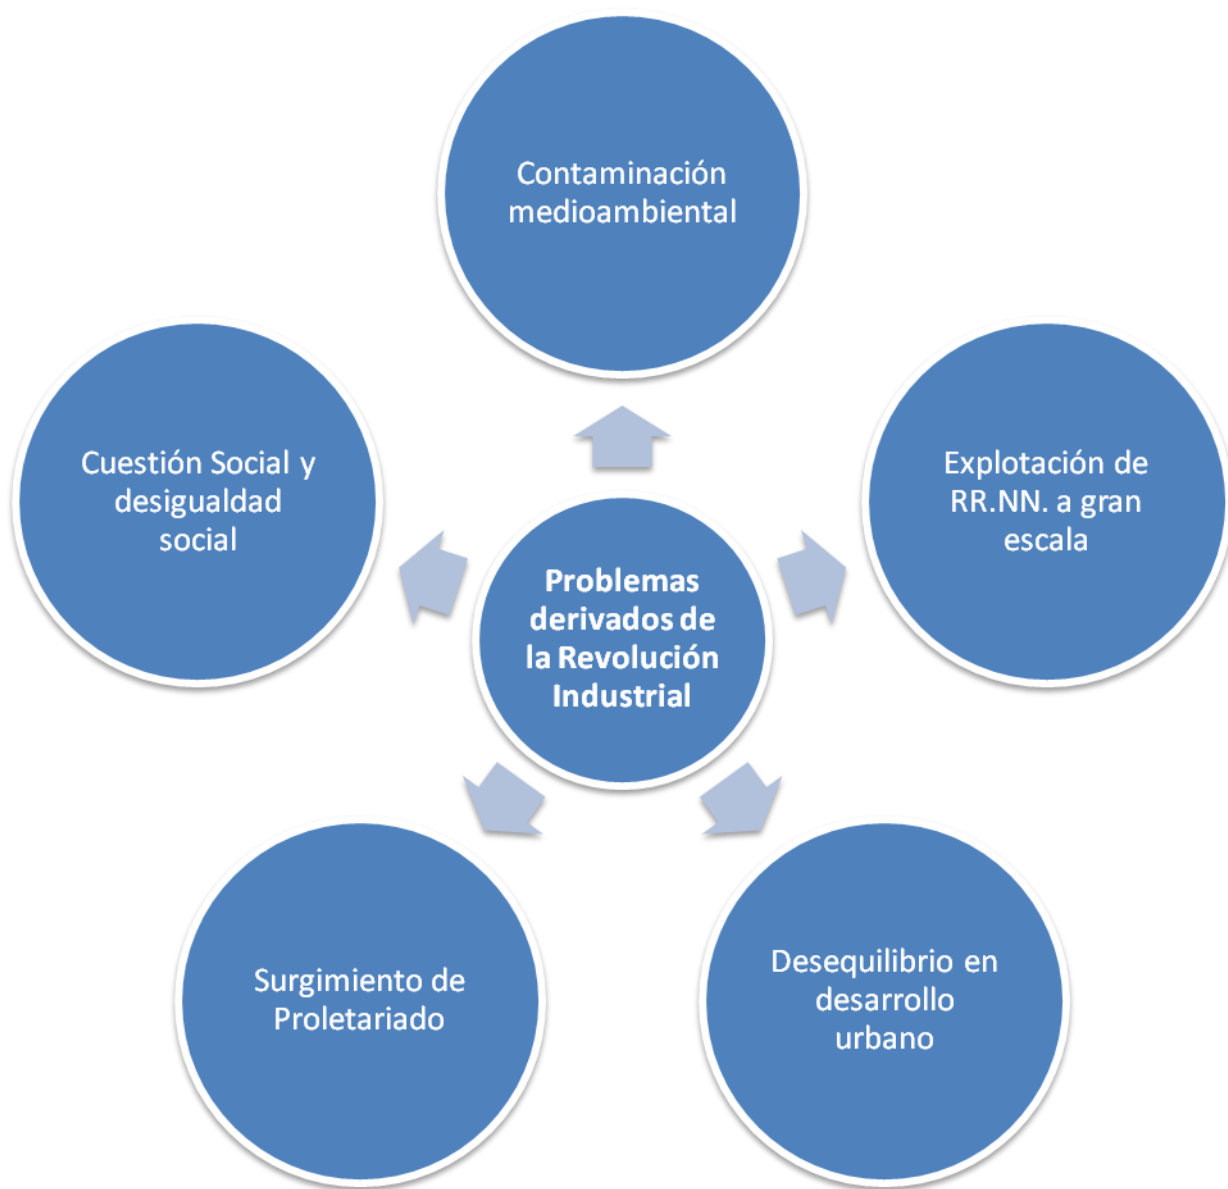 Contaminación
medioambiental
Cuestión Social y
desigualdad
social
Explotación de
RR.NN. a gran
escala
Problemas
derivados de
la Revolución
Industrial
Surgimiento de
Proletariado
Desequilibrio en
desarrollo
urbano